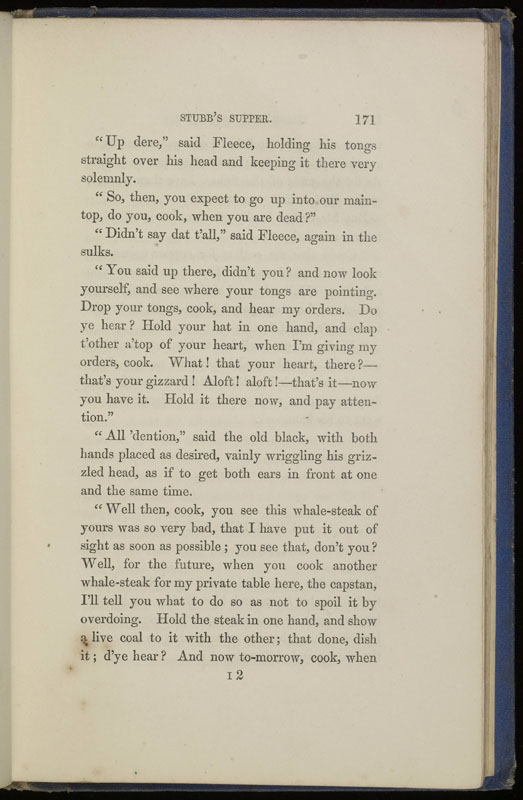 STUBB'S SUPPER. 171
“Up dere,” said Fleece, holding his tongs
straight over his head and keeping it there very
solemnly.
“So, then, you expect to go up into our main-
top, do you, cook, when you are dead?”
“Didn't say dat t'all,” said Fleece, again in the
sulks.
“You said up there, didn't you? and now look
yourself, and see where your tongs are pointing.
Drop your tongs, cook, and hear my orders. Do
ye hear? Hold your hat in one hand, and clap
t'other a'top of your heart, when I'm giving my
orders, cook. What! that your heart, there?—
that's your gizzard! Aloft! aloft!—that's it—now
you have it. Hold it there now, and pay atten-
tion.”
“All 'dention,” said the old black, with both
hands placed as desired, vainly wriggling his griz-
zled head, as if to get both ears in front at one
and the same time.
“Well then, cook, you see this whale-steak of
yours was so very bad, that I have put it out of
sight as soon as possible; you see that, don't you?
Well, for the future, when you cook another
whale-steak for my private table here, the capstan,
I'll tell you what to do so as not to spoil it by
overdoing. Hold the steak in one hand, and show
a live coal to it with the other; that done, dish
it; d'ye hear? And now to-morrow, cook, when
I 2